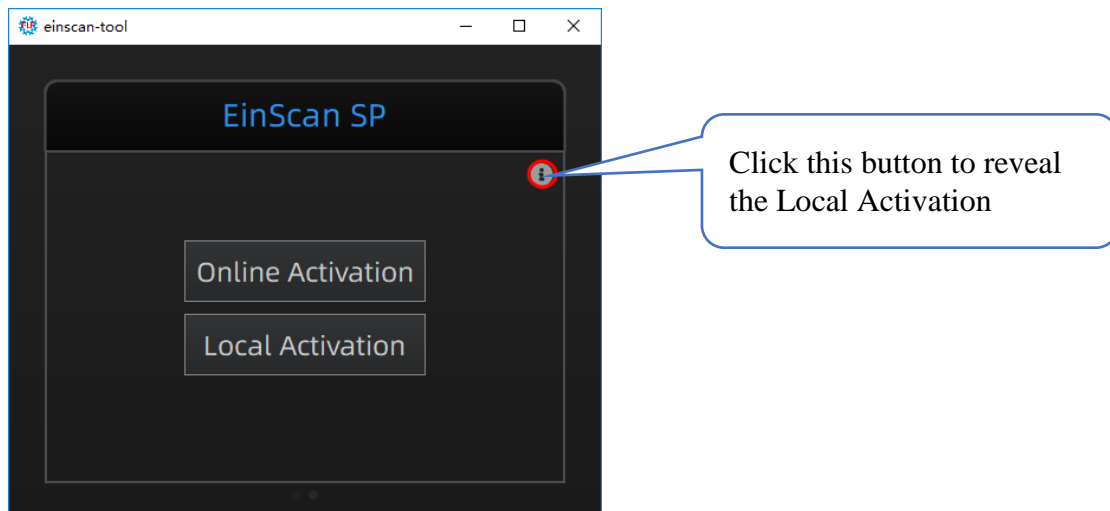 einscan-tool
EinScan SP
Click this button to reveal
the Local Activation
Online Activation
Local Activation